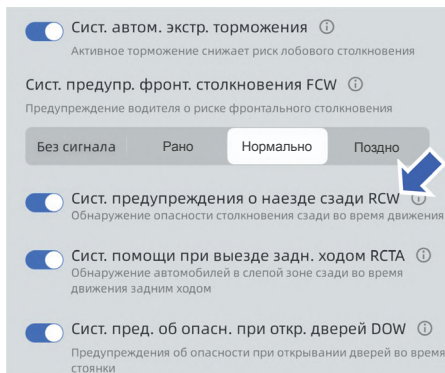 Сист. автом. экстр. торможения
Активное торможение снижает риск лобового столкновения
Сист. предупр. фронт. столкновения FCW
Предупреждение водителя о риске фронтального столкновения
Без сигнала Рано Нормально Поздно
Сист. предупреждения о наезде сзади RCW
Обнаружение опасности столкновения сзади во время движения
Сист. помощи при выезде задн. ходом RCTA
Обнаружение автомобилей в слепой зоне сзади во время
движения задним ходом
Сист. пред. об опасн. при откр. дверей DOW
Предупреждения об опасности при открывании дверей во время
стоянки